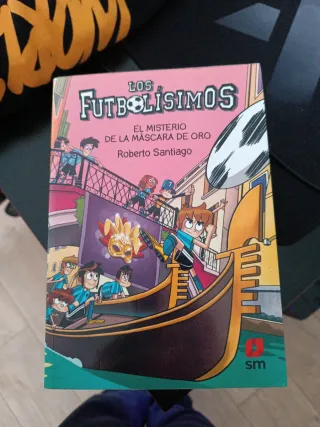 LOS
FUTBOLÍSIMOS
EL MISTERIO
DE LA MÁSCARA DE ORO
Roberto Santiago
sm